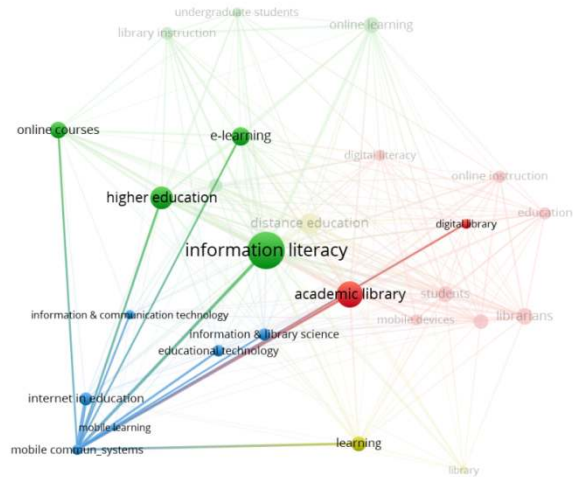 undergraduate students
library instruction
online learning
online courses
e-learning
digital literacy
online instruction
higher education
education
distance education
digital library
information literacy
academic library
students
information & communication technology
mobile devices
librarians
information & library science
educational technology
internet in education
mobile learning
learning
mobile commun_systems
library